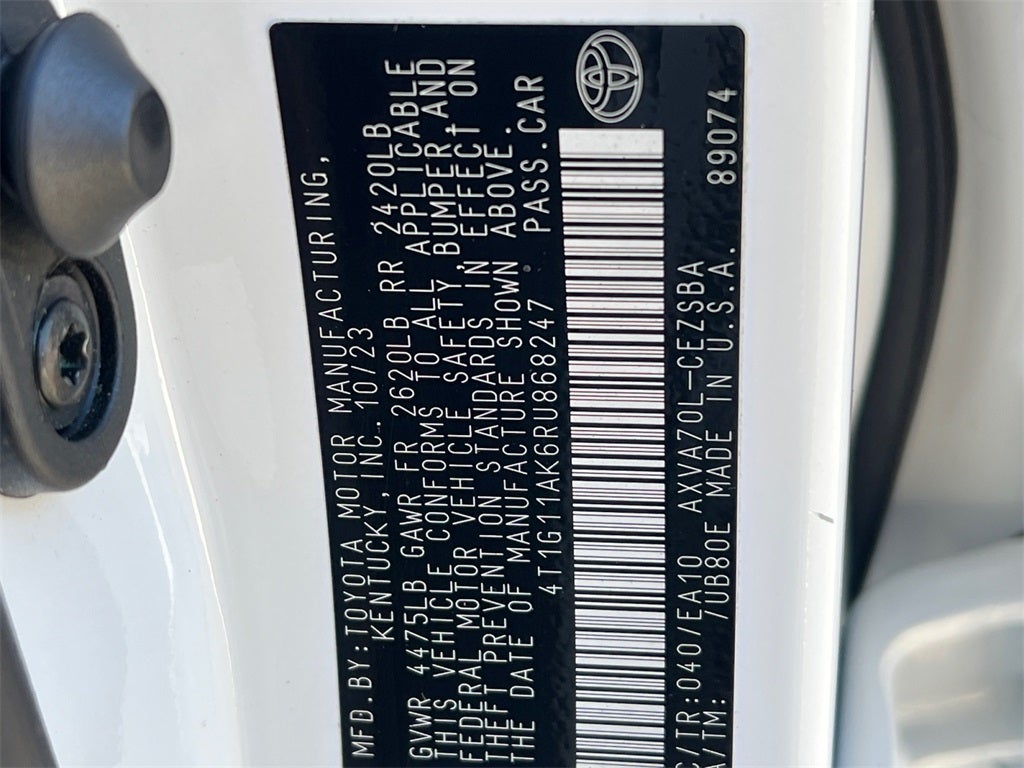 MFD.BY:TOYOTA MOTOR MANUFACTURING,
KENTUCKY, INC. 10/23
GVWR 4475LB GAWR FR 2620LB RR 2420LB
THIS VEHICLE CONFORMS TO ALL APPLICABLE
FEDERAL MOTOR VEHICLE SAFETY, BUMPER, AND
THEFT PREVENTION STANDARDS IN EFFECT ON
THE DATE OF MANUFACTURE SHOWN ABOVE.
4T1G11AK6RU868247 PASS.CAR
C/TR:040/EA10 AXVA70L-CEZSBA
A/TM: 7UB80E MADE IN U.S.A. 89074